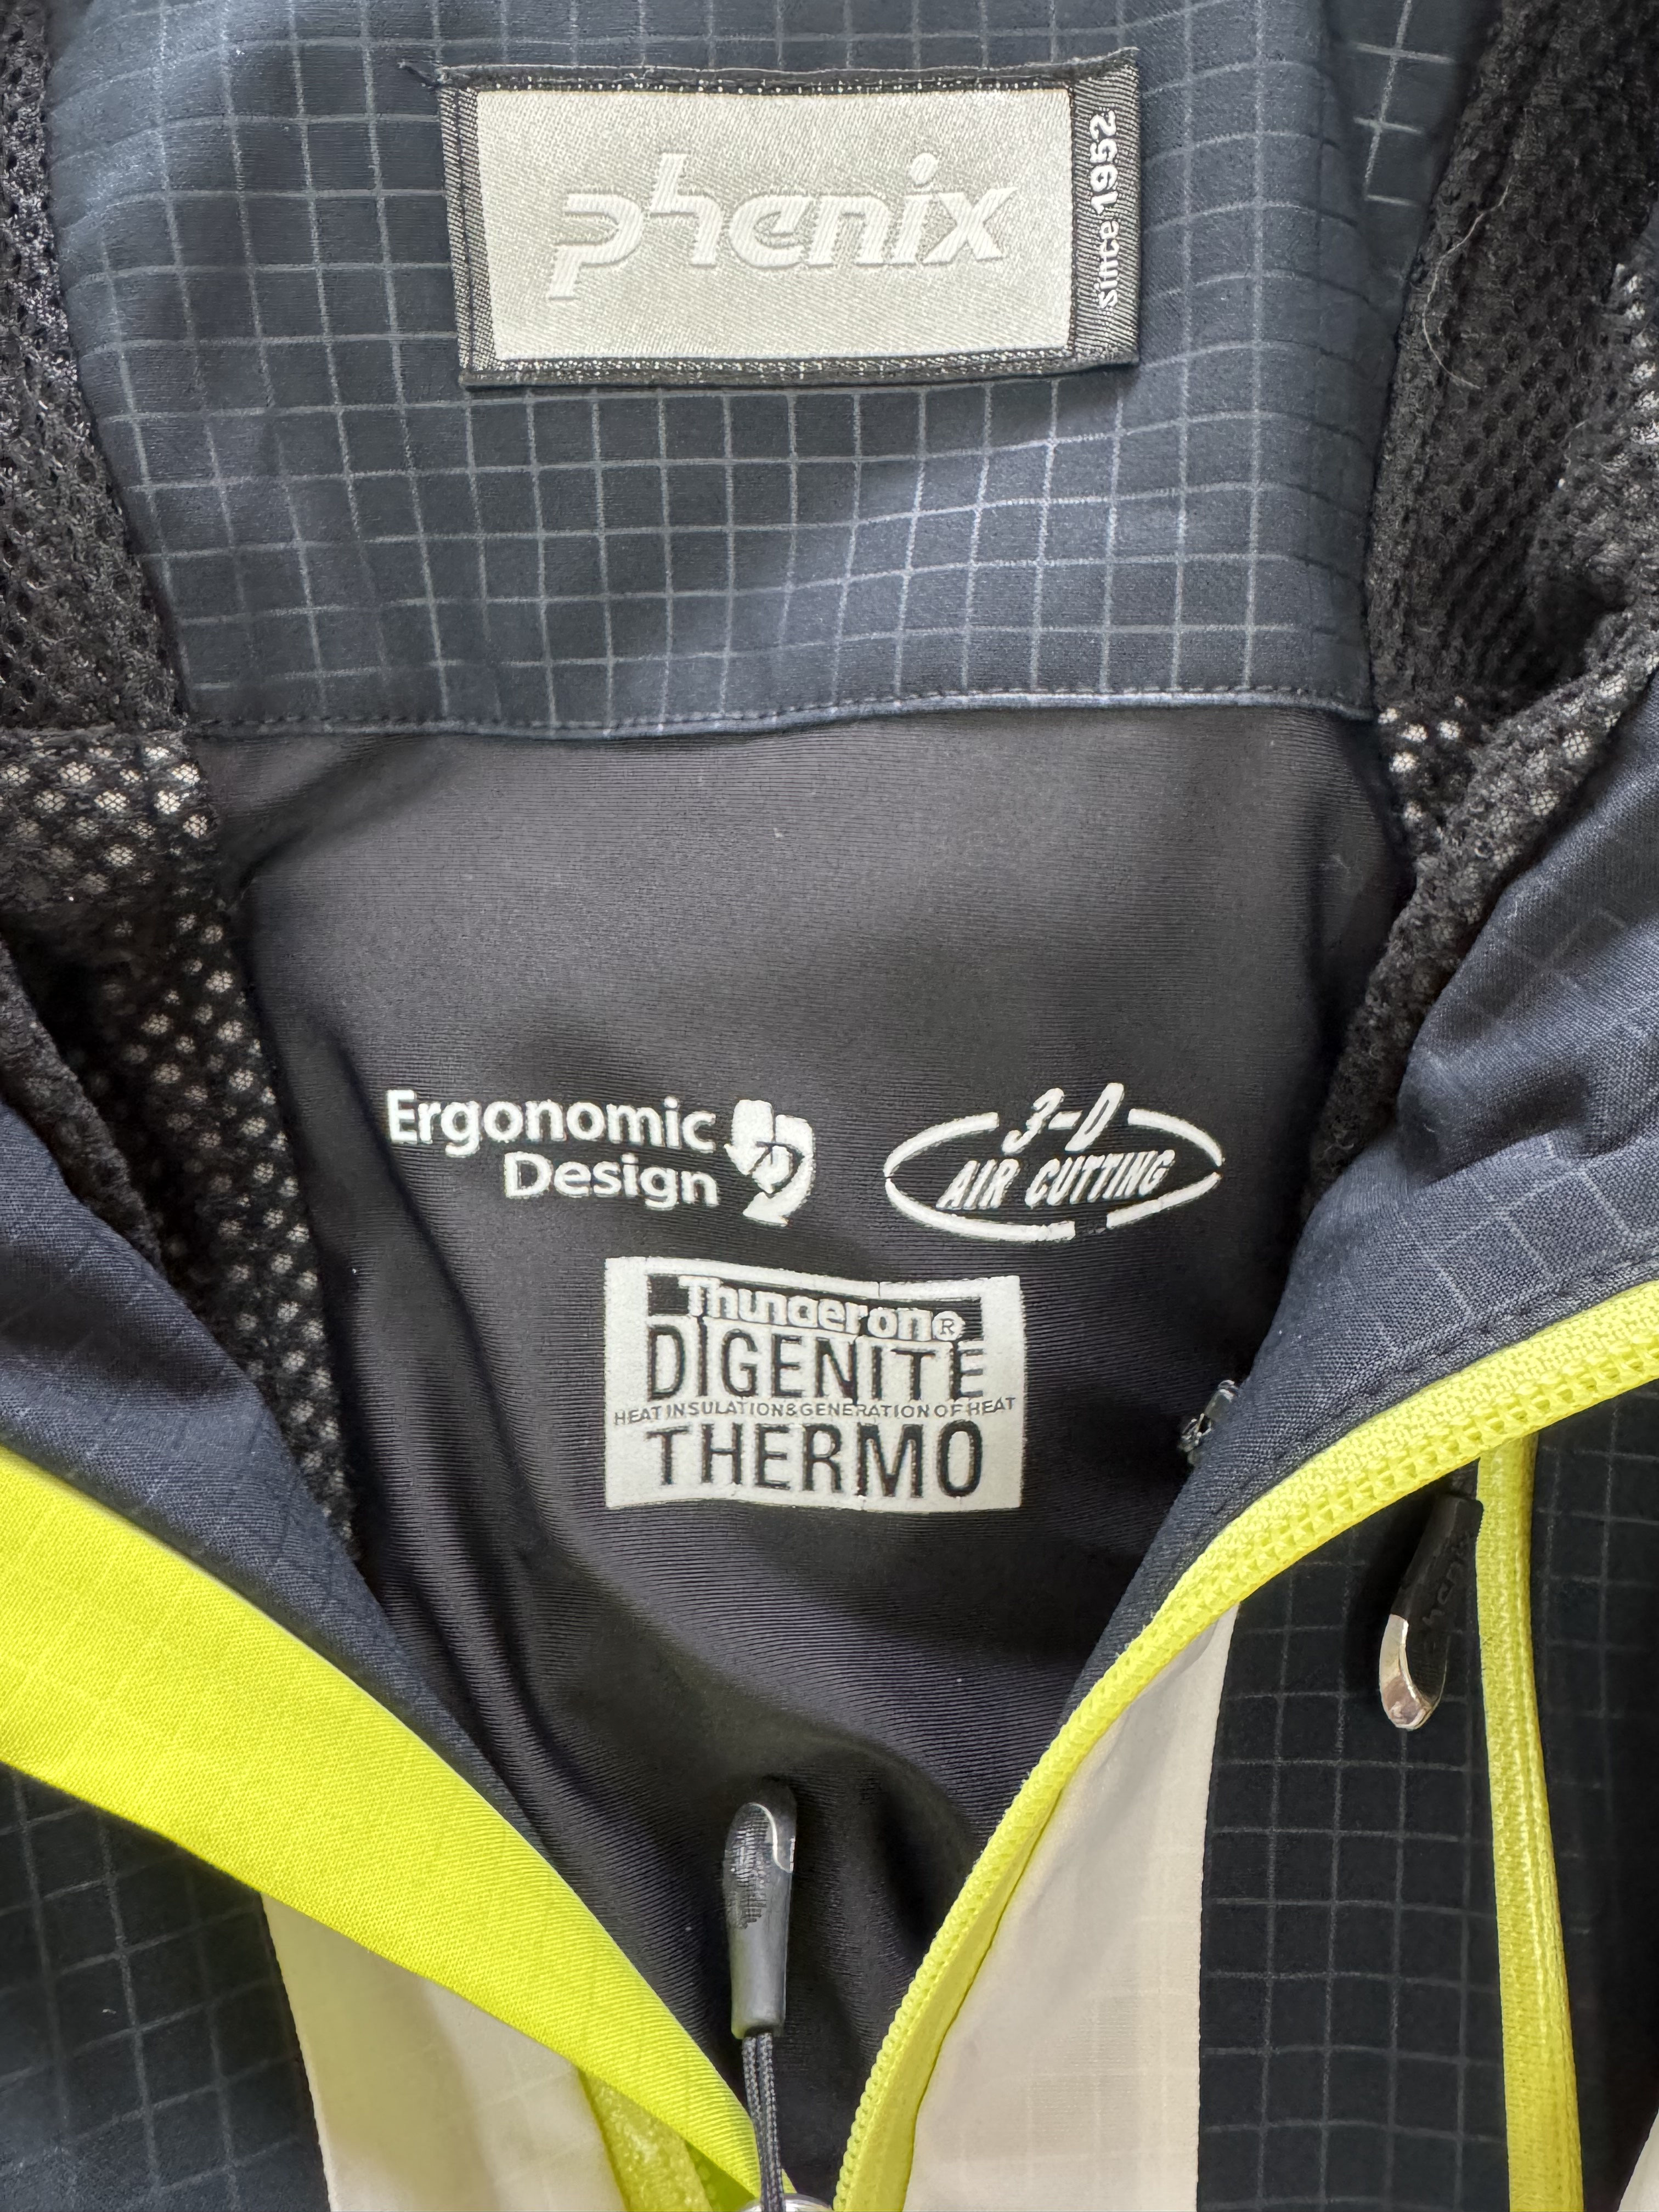 phenix
since 1952
Ergonomic
Design
3-D
AIR CUTTING
Thunderon®
DIGENITE
HEAT INSULATION&GENERATION OF HEAT
THERMO